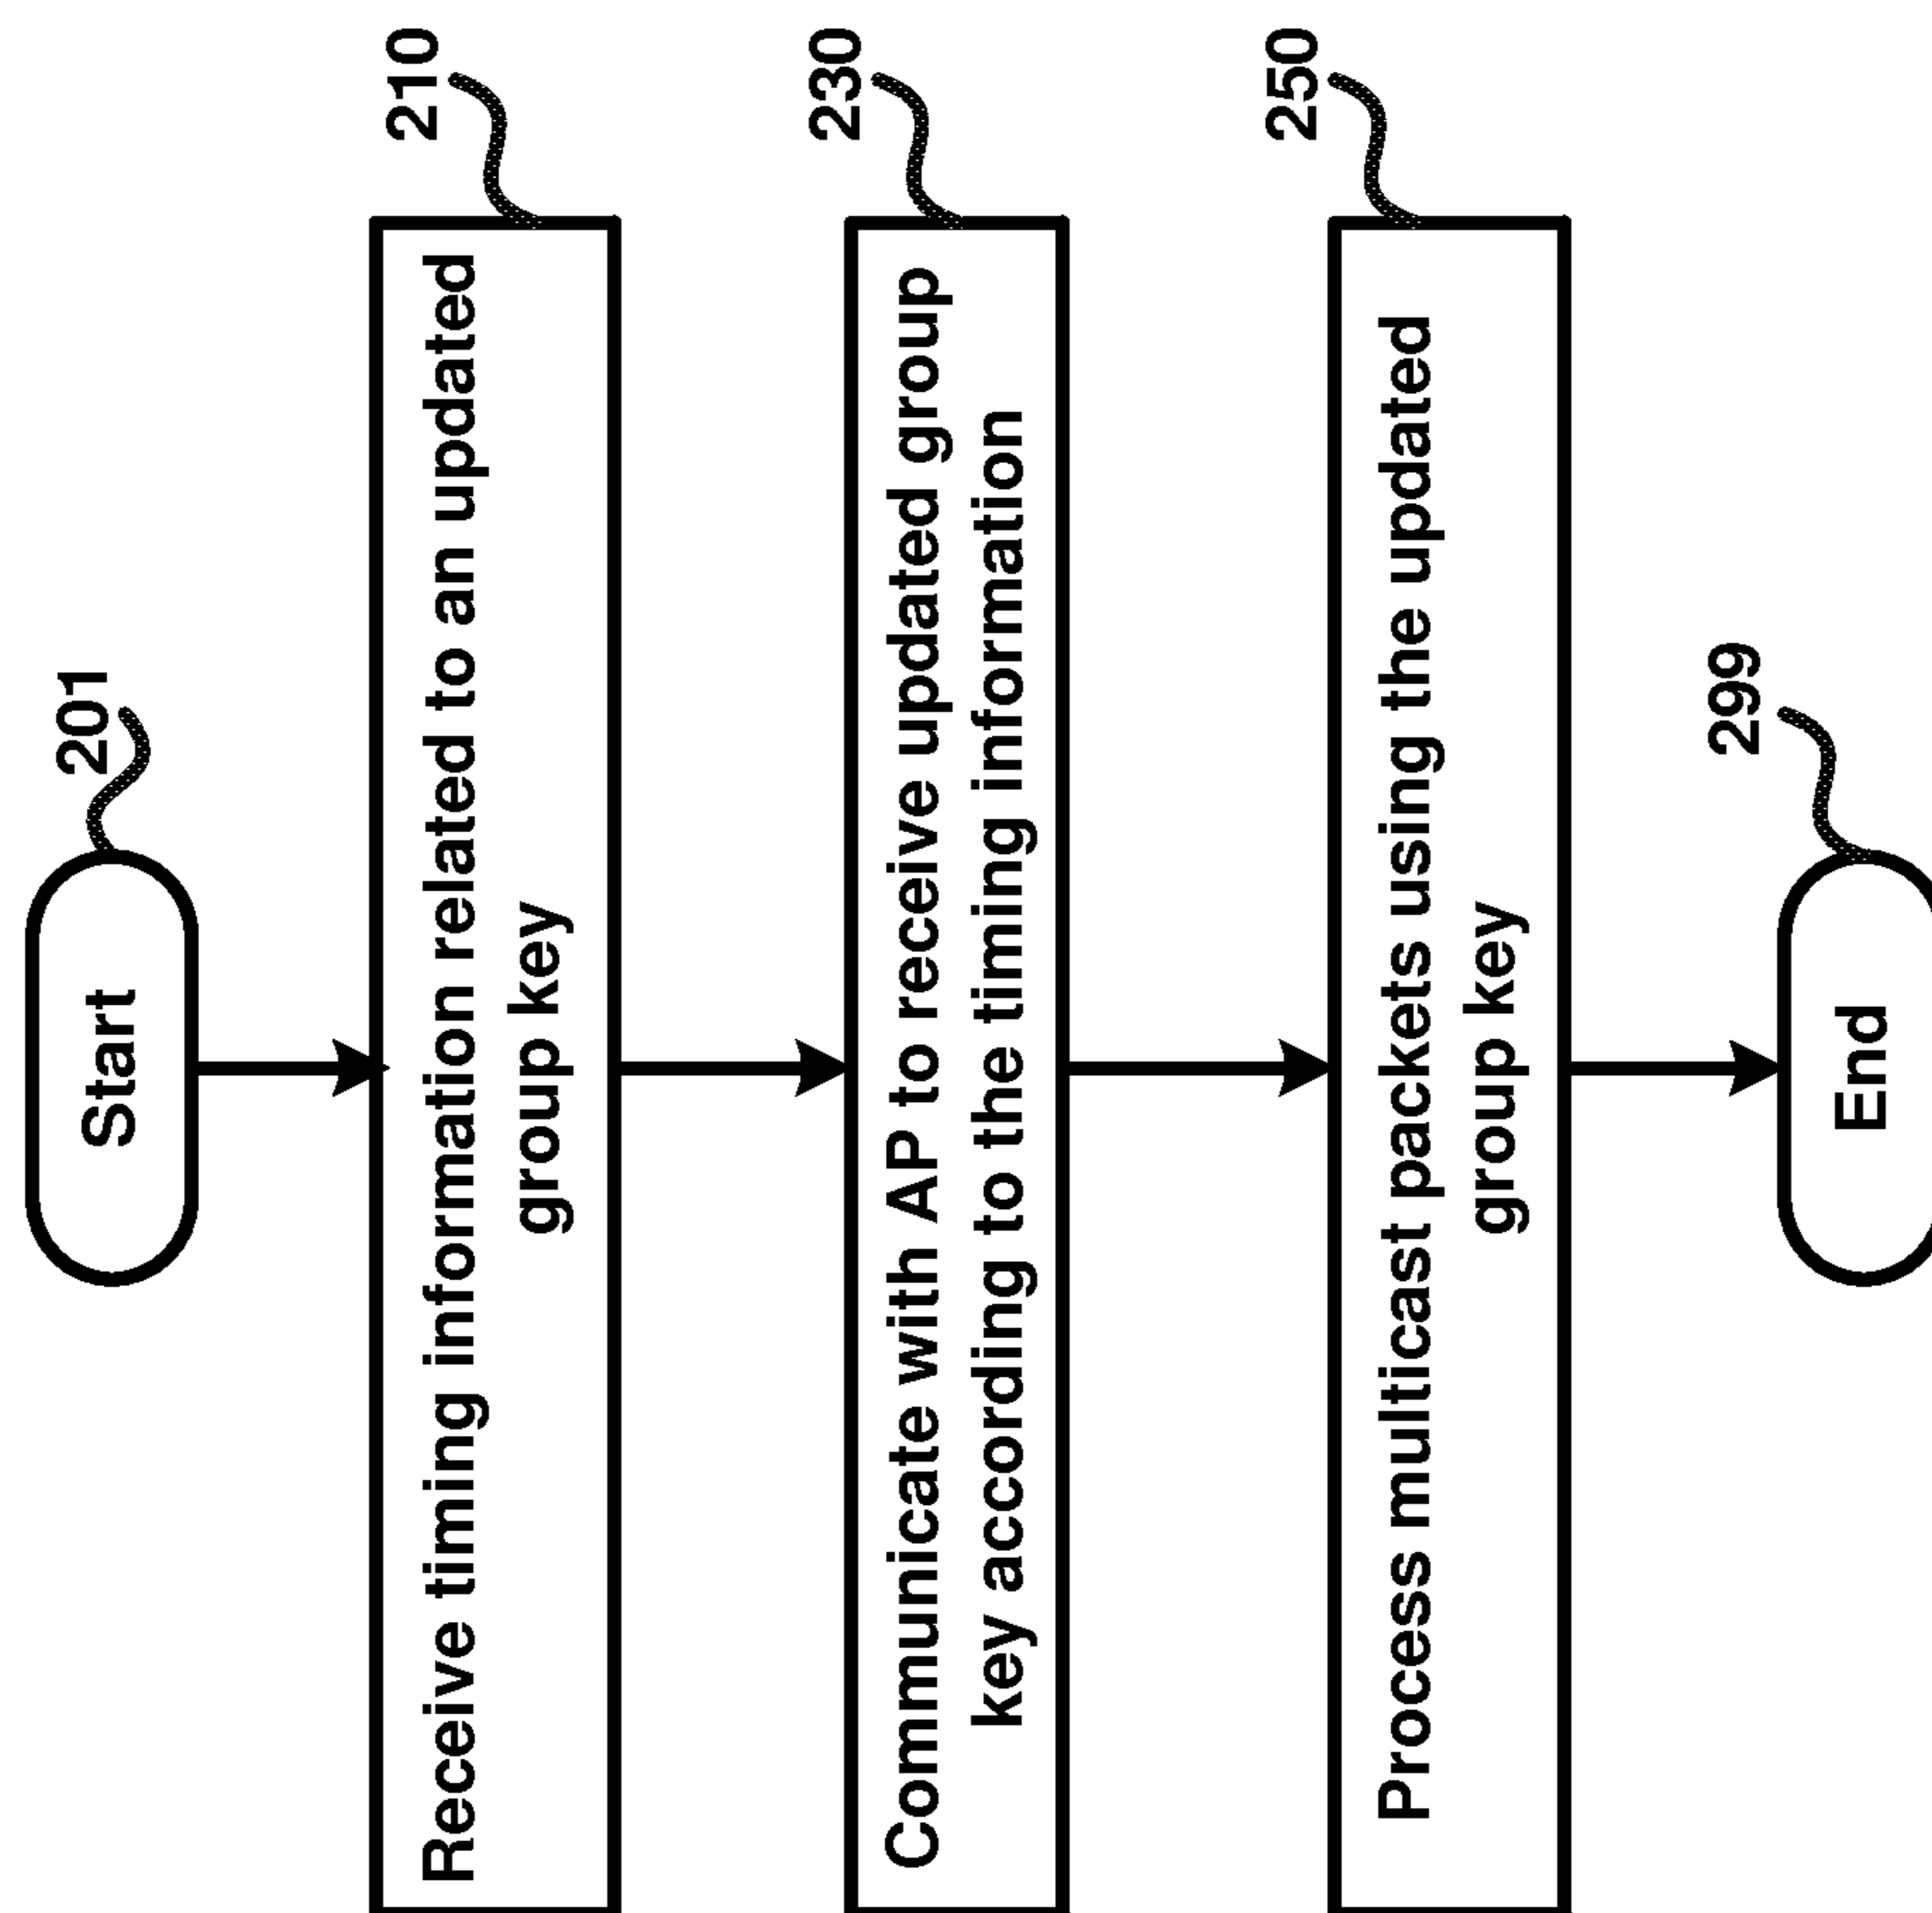 Start
201
Receive timing information related to an updated
group key
210
Communicate with AP to receive updated group
key according to the timing information
230
Process multicast packets using the updated
group key
250
End
299